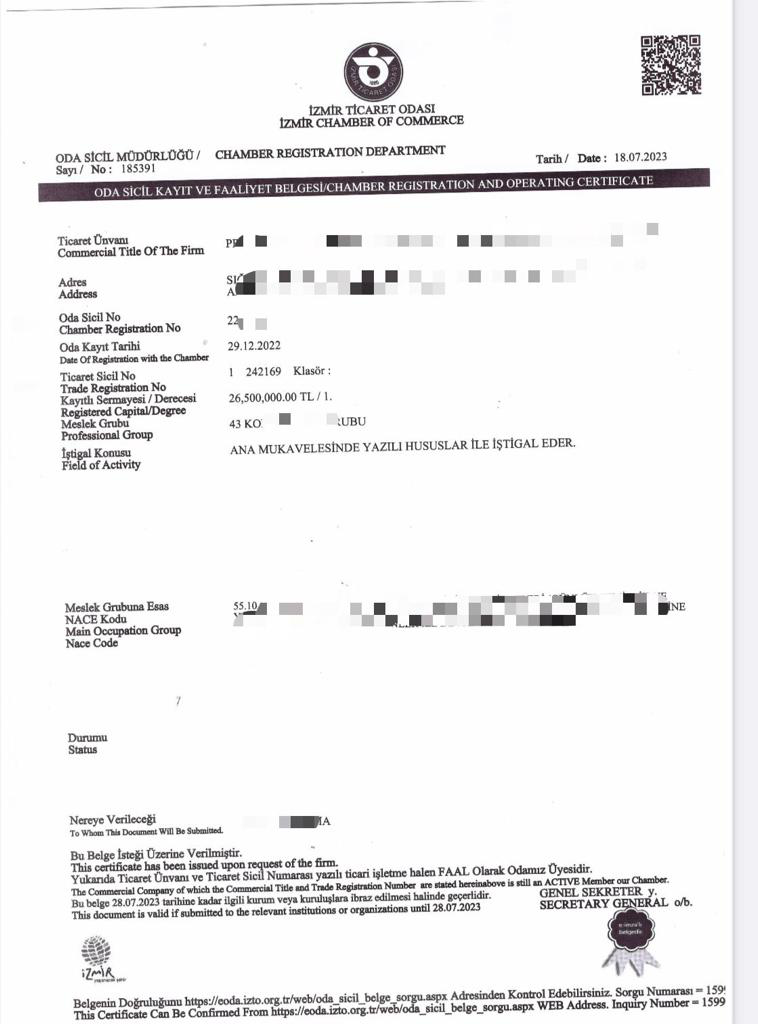 İZMİR TİCARET ODASI
İZMİR CHAMBER OF COMMERCE
ODA SİCİL MÜDÜRLÜĞÜ / CHAMBER REGISTRATION DEPARTMENT
Sayı / No : 185391
Tarih / Date : 18.07.2023
ODA SİCİL KAYIT VE FAALİYET BELGESİ/CHAMBER REGISTRATION AND OPERATING CERTIFICATE
Ticaret Ünvanı
Commercial Title Of The Firm
Adres
Address
Oda Sicil No
Chamber Registration No
22
Oda Kayıt Tarihi
Date Of Registration with the Chamber
29.12.2022
Ticaret Sicil No
Trade Registration No
1 242169 Klasör :
Kayıtlı Sermayesi / Derecesi
Registered Capital/Degree
26,500,000.00 TL / 1.
Meslek Grubu
Professional Group
43 KO RUBU
İştigal Konusu
Field of Activity
ANA MUKAVELESİNDE YAZILI HUSUSLAR İLE İŞTİGAL EDER.
Meslek Grubuna Esas
NACE Kodu
Main Occupation Group
Nace Code
55.10
Durumu
Status
Nereye Verileceği
To Whom This Document Will Be Submitted.
Bu Belge İsteği Üzerine Verilmiştir.
This certificate has been issued upon request of the firm.
Yukarıda Ticaret Ünvanı ve Ticaret Sicil Numarası yazılı ticari işletme halen FAAL Olarak Odamız Üyesidir.
The Commercial Company of which the Commercial Title and Trade Registration Number are stated hereinabove is still an ACTIVE Member our Chamber.
Bu belge 28.07.2023 tarihine kadar ilgili kurum veya kuruluşlara ibraz edilmesi halinde geçerlidir.
This document is valid if submitted to the relevant institutions or organizations until 28.07.2023
GENEL SEKRETER y.
SECRETARY GENERAL o/b.
e-imzalı
Belgedir
İZMİR
Belgenin Doğruluğunu https://eoda.izto.org.tr/web/oda_sicil_belge_sorgu.aspx Adresinden Kontrol Edebilirsiniz. Sorgu Numarası = 159
This Certificate Can Be Confirmed From https://eoda.izto.org.tr/web/oda_sicil_belge_sorgu.aspx WEB Address. Inquiry Number = 1599